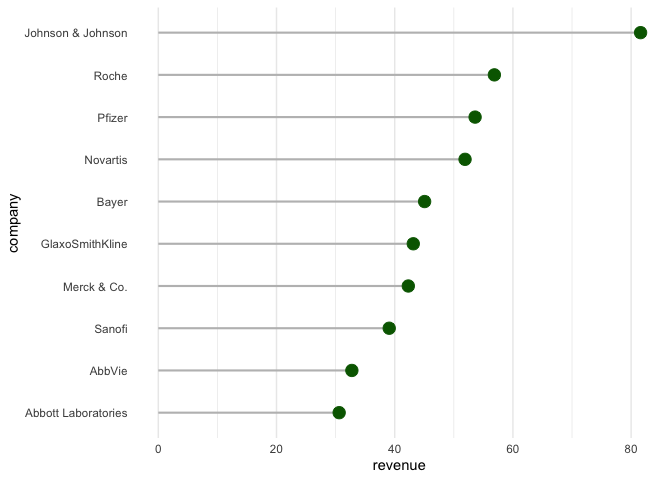 Johnson & Johnson
Roche
Pfizer
Novartis
Bayer
GlaxoSmithKline
Merck & Co.
Sanofi
AbbVie
Abbott Laboratories
company
0 20 40 60 80
revenue